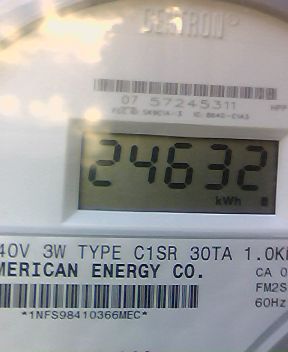 CENTRON®
07 57245311
24632
kWh
40V 3W TYPE C1SR 30TA 1.0K
MERICAN ENERGY CO.
CA 0
FM2S
60Hz
*1NFS98410366MEC*